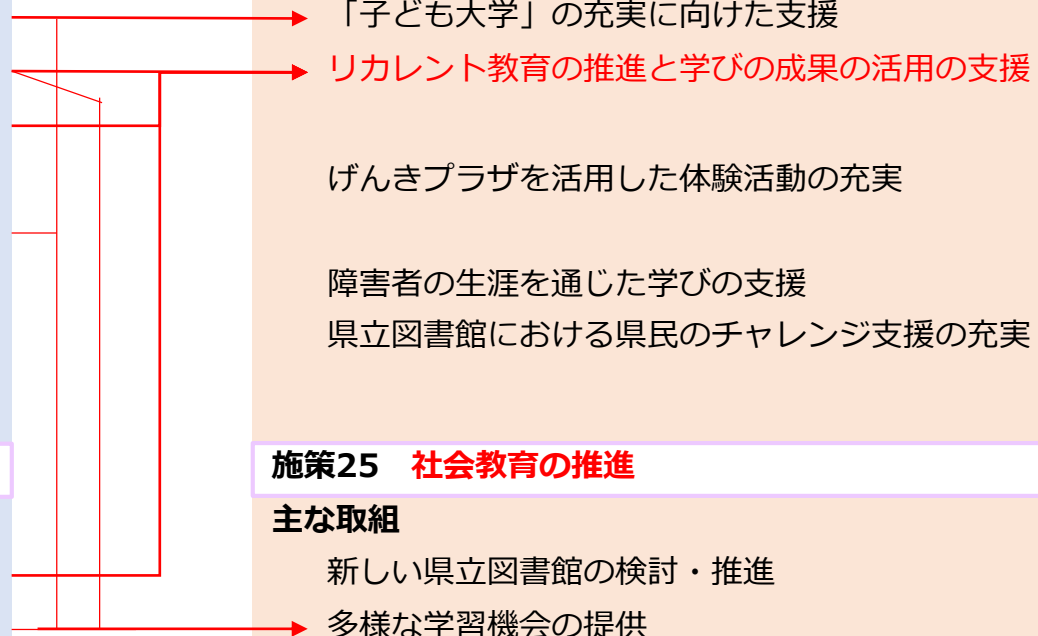 「子ども大学」の充実に向けた支援
リカレント教育の推進と学びの成果の活用の支援
げんきプラザを活用した体験活動の充実
障害者の生涯を通じた学びの支援
県立図書館における県民のチャレンジ支援の充実
施策25　社会教育の推進
主な取組
新しい県立図書館の検討・推進
多様な学習機会の提供